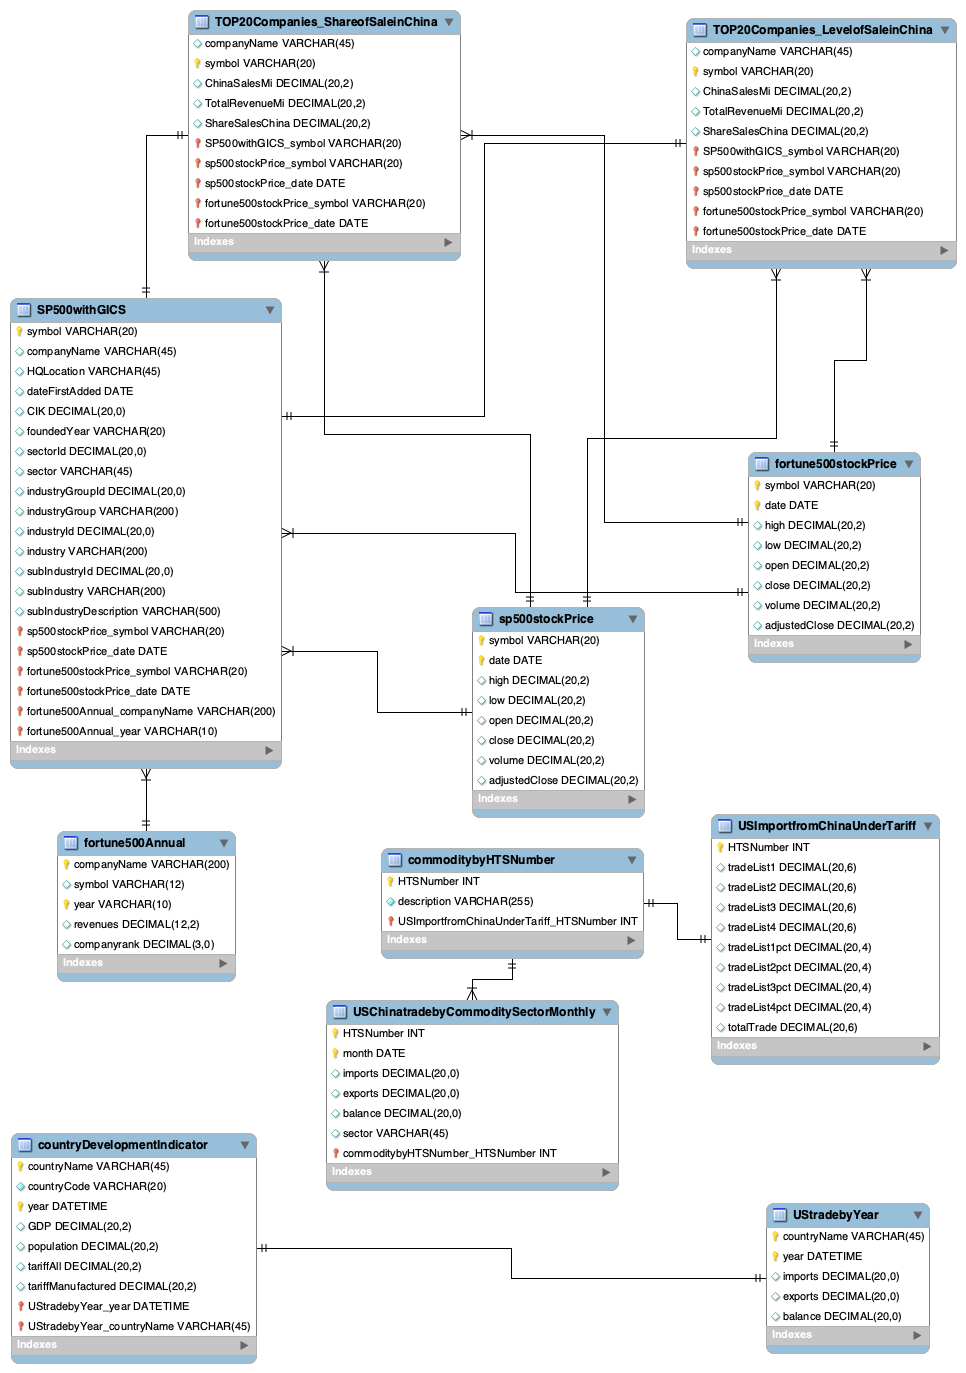 TOP20Companies_ShareofSaleinChina
companyName VARCHAR(45)
symbol VARCHAR(20)
ChinaSalesMi DECIMAL(20,2)
TotalRevenueMi DECIMAL(20,2)
ShareSalesChina DECIMAL(20,2)
SP500withGICS_symbol VARCHAR(20)
sp500stockPrice_symbol VARCHAR(20)
sp500stockPrice_date DATE
fortune500stockPrice_symbol VARCHAR(20)
fortune500stockPrice_date DATE
Indexes
TOP20Companies_LevelofSaleinChina
companyName VARCHAR(45)
symbol VARCHAR(20)
ChinaSalesMi DECIMAL(20,2)
TotalRevenueMi DECIMAL(20,2)
ShareSalesChina DECIMAL(20,2)
SP500withGICS_symbol VARCHAR(20)
sp500stockPrice_symbol VARCHAR(20)
sp500stockPrice_date DATE
fortune500stockPrice_symbol VARCHAR(20)
fortune500stockPrice_date DATE
Indexes
SP500withGICS
symbol VARCHAR(20)
companyName VARCHAR(45)
HQLocation VARCHAR(45)
dateFirstAdded DATE
CIK DECIMAL(20,0)
foundedYear VARCHAR(20)
sectorId DECIMAL(20,0)
sector VARCHAR(45)
industryGroupId DECIMAL(20,0)
industryGroup VARCHAR(200)
industryId DECIMAL(20,0)
industry VARCHAR(200)
subIndustryId DECIMAL(20,0)
subIndustry VARCHAR(200)
subIndustryDescription VARCHAR(500)
sp500stockPrice_symbol VARCHAR(20)
sp500stockPrice_date DATE
fortune500stockPrice_symbol VARCHAR(20)
fortune500stockPrice_date DATE
fortune500Annual_companyName VARCHAR(200)
fortune500Annual_year VARCHAR(10)
Indexes
fortune500stockPrice
symbol VARCHAR(20)
date DATE
high DECIMAL(20,2)
low DECIMAL(20,2)
open DECIMAL(20,2)
close DECIMAL(20,2)
volume DECIMAL(20,2)
adjustedClose DECIMAL(20,2)
Indexes
sp500stockPrice
symbol VARCHAR(20)
date DATE
high DECIMAL(20,2)
low DECIMAL(20,2)
open DECIMAL(20,2)
close DECIMAL(20,2)
volume DECIMAL(20,2)
adjustedClose DECIMAL(20,2)
Indexes
fortune500Annual
companyName VARCHAR(200)
symbol VARCHAR(12)
year VARCHAR(10)
revenues DECIMAL(12,2)
companyrank DECIMAL(3,0)
Indexes
commoditybyHTSNumber
HTSNumber INT
description VARCHAR(255)
USImportfromChinaUnderTariff_HTSNumber INT
Indexes
USImportfromChinaUnderTariff
HTSNumber INT
tradeList1 DECIMAL(20,6)
tradeList2 DECIMAL(20,6)
tradeList3 DECIMAL(20,6)
tradeList4 DECIMAL(20,6)
tradeList1pct DECIMAL(20,4)
tradeList2pct DECIMAL(20,4)
tradeList3pct DECIMAL(20,4)
tradeList4pct DECIMAL(20,4)
totalTrade DECIMAL(20,6)
Indexes
USChinatradebyCommoditySectorMonthly
HTSNumber INT
month DATE
imports DECIMAL(20,0)
exports DECIMAL(20,0)
balance DECIMAL(20,0)
sector VARCHAR(45)
commoditybyHTSNumber_HTSNumber INT
Indexes
countryDevelopmentIndicator
countryName VARCHAR(45)
countryCode VARCHAR(20)
year DATETIME
GDP DECIMAL(20,2)
population DECIMAL(20,2)
tariffAll DECIMAL(20,2)
tariffManufactured DECIMAL(20,2)
UStradebyYear_year DATETIME
UStradebyYear_countryName VARCHAR(45)
Indexes
UStradebyYear
countryName VARCHAR(45)
year DATETIME
imports DECIMAL(20,0)
exports DECIMAL(20,0)
balance DECIMAL(20,0)
Indexes